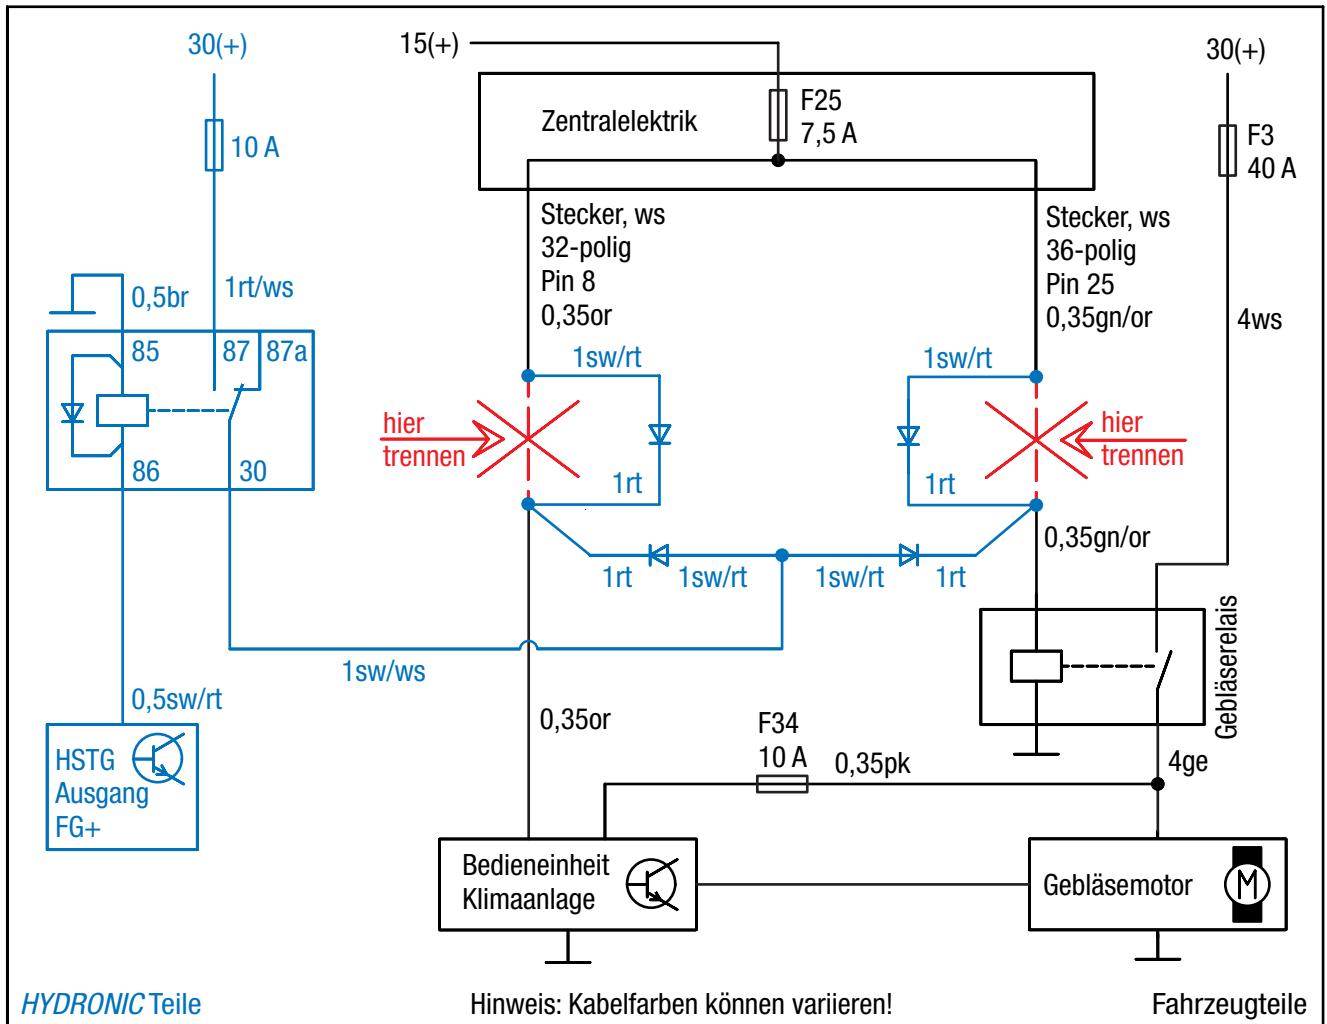 30(+)
15(+)
30(+)
10 A
Zentralelektrik
F25
7,5 A
F3
40 A
Stecker, ws
32-polig
Pin 8
0,35or
Stecker, ws
36-polig
Pin 25
0,35gn/or
0,5br
1rt/ws
4ws
85
87
87a
86
30
1sw/rt
1sw/rt
hier
trennen
hier
trennen
1rt
1rt
0,35gn/or
1rt
1sw/rt
1sw/rt
1rt
1sw/ws
Gebläserelais
0,5sw/rt
0,35or
F34
10 A
0,35pk
4ge
HSTG
Ausgang
FG+
Bedieneinheit
Klimaanlage
Gebläsemotor
M
HYDRONIC Teile
Hinweis: Kabelfarben können variieren!
Fahrzeugteile